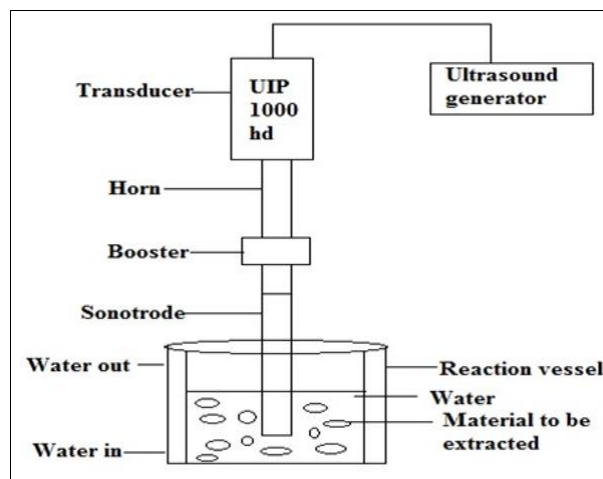 Transducer
UIP
1000
hd
Ultrasound
generator
Horn
Booster
Sonotrode
Water out
Reaction vessel
Water
Material to be
extracted
Water in